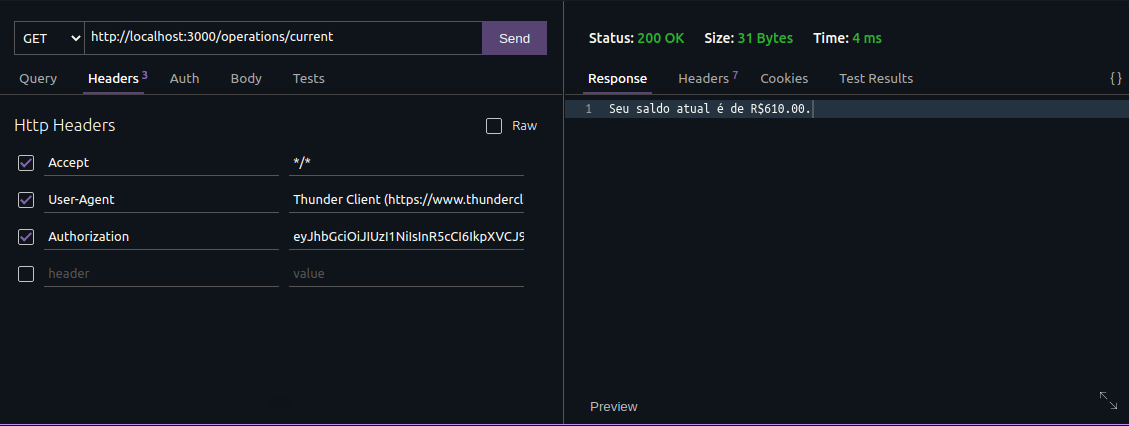 GET http://localhost:3000/operations/current Send
Query Headers 3 Auth Body Tests
Http Headers Raw
Accept */*
User-Agent Thunder Client (https://www.thundercl
Authorization eyJhbGciOiJIUzI1NiIsInR5cCI6IkpXVCJ9
header value
Status: 200 OK Size: 31 Bytes Time: 4 ms
Response Headers 7 Cookies Test Results {}
1 Seu saldo atual é de R$610.00.
Preview